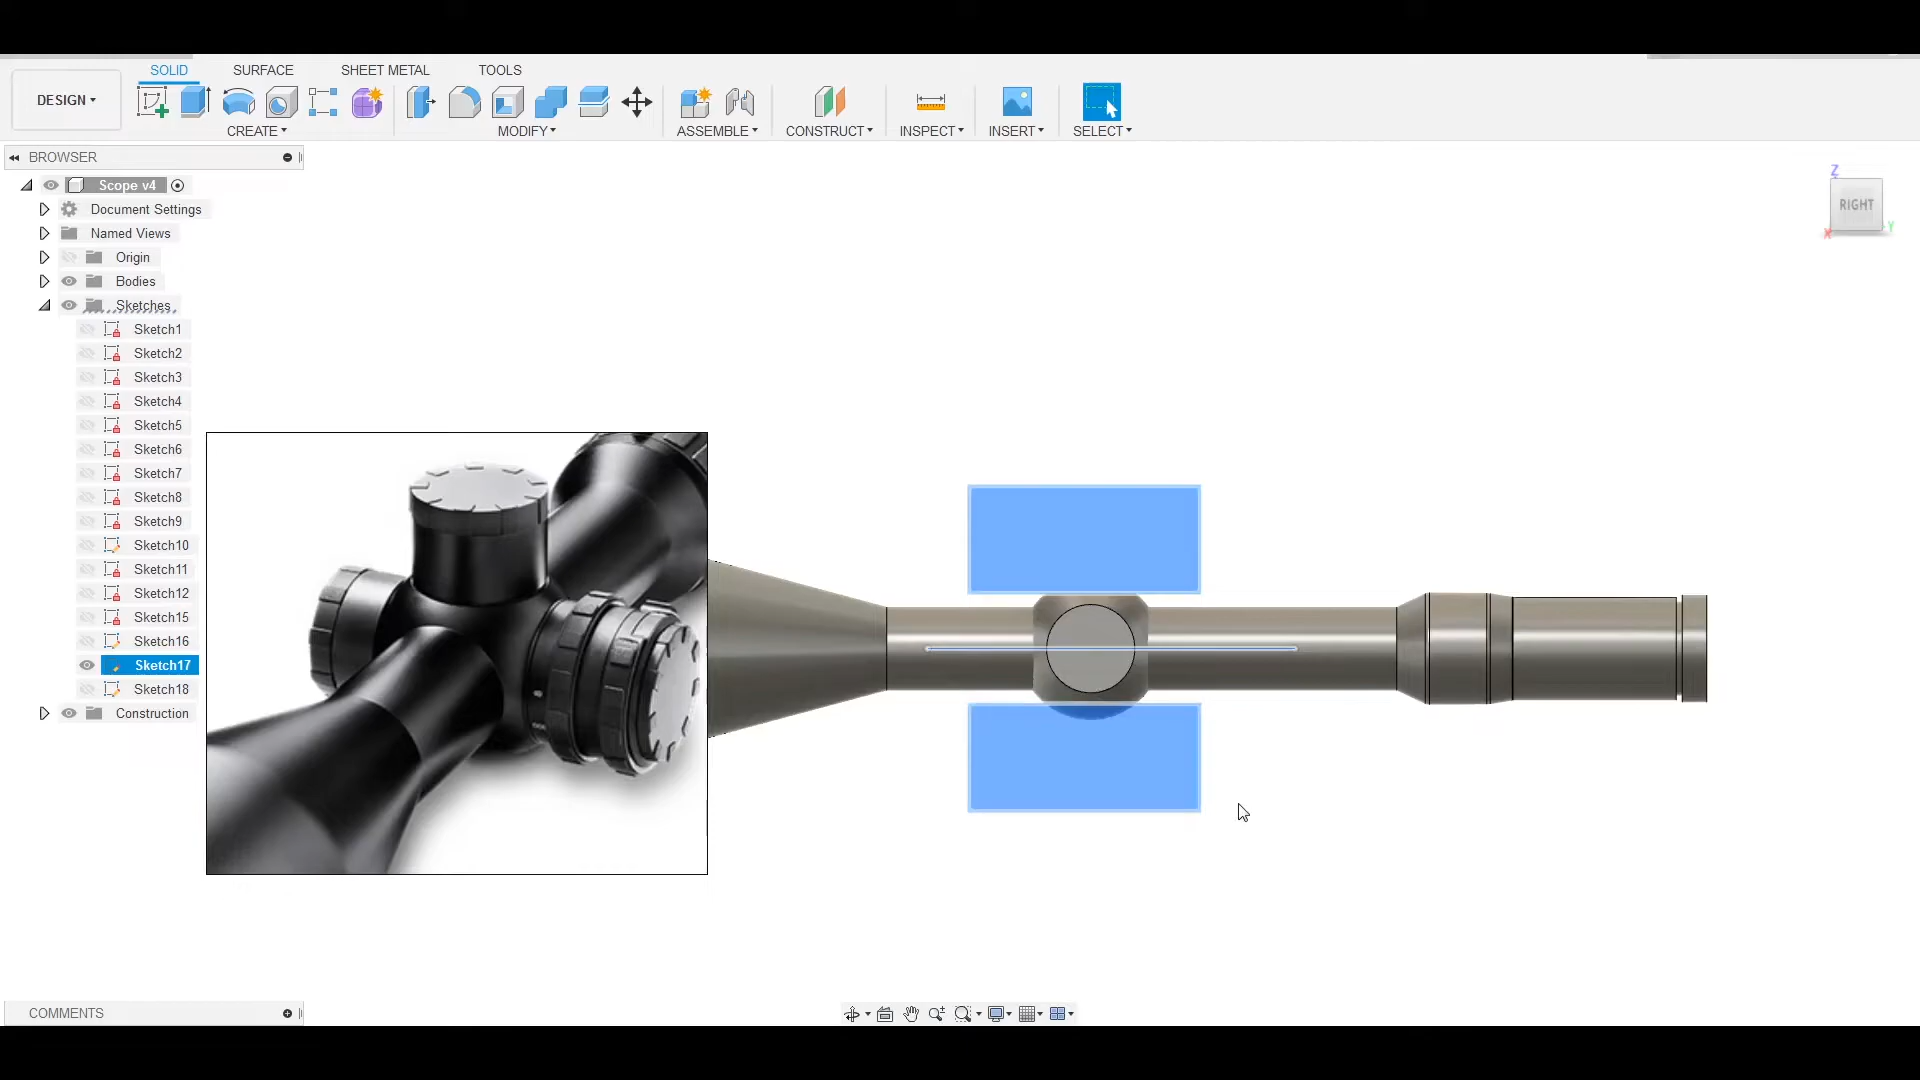 SOLID SURFACE SHEET METAL TOOLS
DESIGN
CREATE MODIFY ASSEMBLE CONSTRUCT INSPECT INSERT SELECT
BROWSER
Scope v4
Document Settings
Named Views
Origin
Bodies
Sketches
Sketch1
Sketch2
Sketch3
Sketch4
Sketch5
Sketch6
Sketch7
Sketch8
Sketch9
Sketch10
Sketch11
Sketch12
Sketch15
Sketch16
Sketch17
Sketch18
Construction
Z
RIGHT
X
Y
COMMENTS